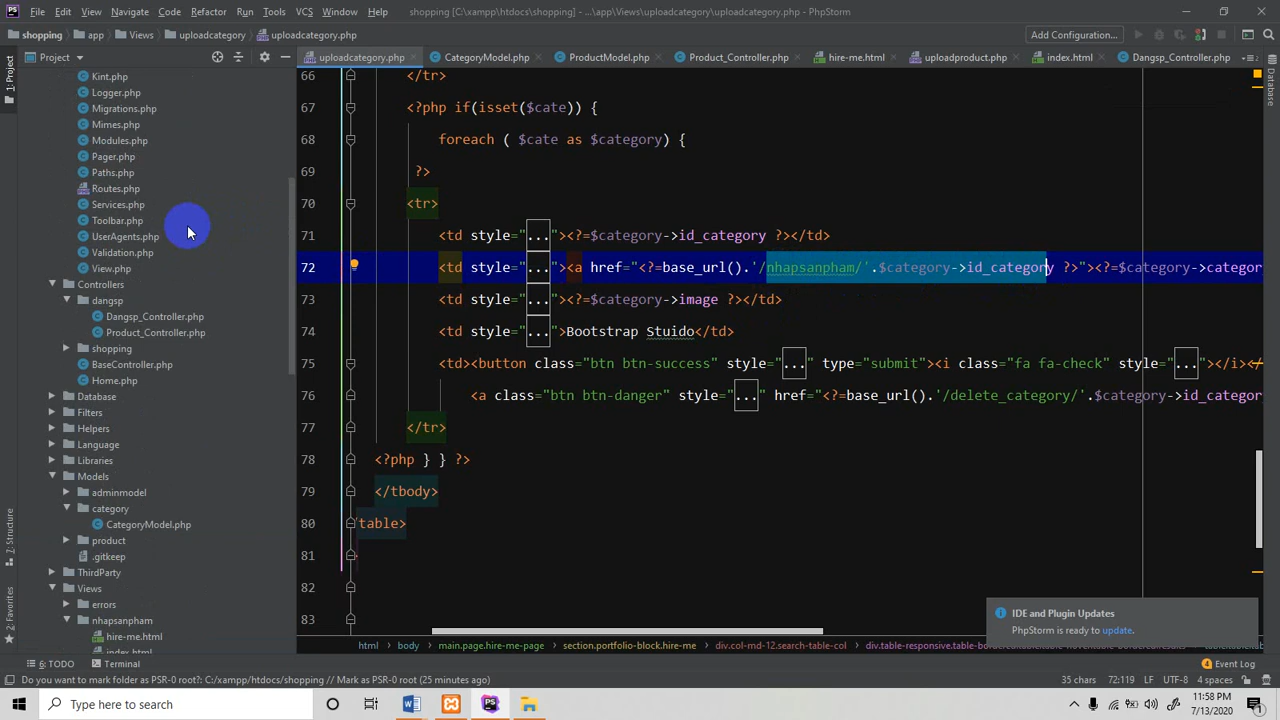 File Edit View Navigate Code Refactor Run Tools VCS Window Help shopping [C:\xampp\htdocs\shopping] - ...\app\Views\uploadcategory\uploadcategory.php - PhpStorm
shopping app Views uploadcategory uploadcategory.php Add Configuration...
Project uploadcategory.php CategoryModel.php ProductModel.php Product_Controller.php hire-me.html uploadproduct.php index.html Dangsp_Controller.php
1: Project
Database
Kint.php
Logger.php
Migrations.php
Mimes.php
Modules.php
Pager.php
Paths.php
Routes.php
Services.php
Toolbar.php
UserAgents.php
Validation.php
View.php
Controllers
dangsp
Dangsp_Controller.php
Product_Controller.php
shopping
BaseController.php
Home.php
Database
Filters
Helpers
Language
Libraries
Models
adminmodel
category
CategoryModel.php
product
.gitkeep
ThirdParty
Views
errors
nhapsanpham
hire-me.html
index.html
7: Structure
2: Favorites
66 </tr>
67 <?php if(isset($cate)) {
68 foreach ( $cate as $category) {
69 ?>
70 <tr>
71 <td style="..."><?=$category->id_category ?></td>
72 <td style="..."><a href="<?=base_url().'/nhapsanpham/'.$category->id_category ?>"><?=$category->categor
73 <td style="..."><?=$category->image ?></td>
74 <td style="...">Bootstrap Stuido</td>
75 <td><button class="btn btn-success" style="..." type="submit"><i class="fa fa-check" style="..."></i><
76 <a class="btn btn-danger" style="..." href="<?=base_url().'/delete_category/'.$category->id_categor
77 </tr>
78 <?php } } ?>
79 </tbody>
80 table>
81
82
83
IDE and Plugin Updates
PhpStorm is ready to update.
html body main.page.hire-me-page section.portfolio-block.hire-me div.col-md-12.search-table-col
6: TODO Terminal 4 Event Log
Do you want to mark folder as PSR-0 root?: C:/xampp/htdocs/shopping // Mark as PSR-0 root (25 minutes ago) 35 chars 72:119 LF UTF-8 4 spaces
Type here to search 11:58 PM
7/13/2020